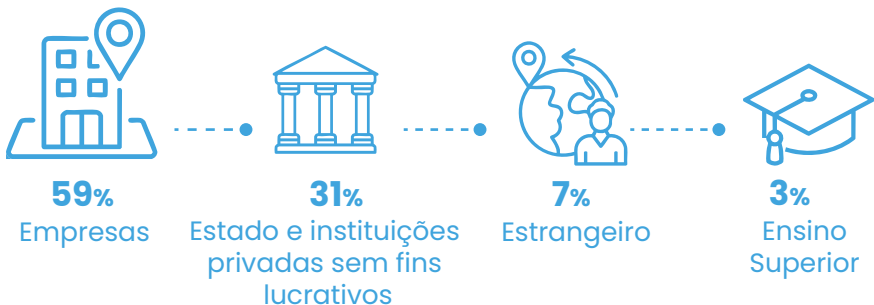 59%
Empresas
31%
Estado e instituições
privadas sem fins
lucrativos
7%
Estrangeiro
3%
Ensino
Superior